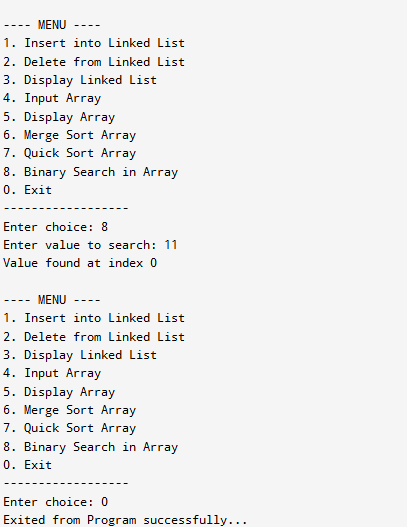 ---- MENU ----
1. Insert into Linked List
2. Delete from Linked List
3. Display Linked List
4. Input Array
5. Display Array
6. Merge Sort Array
7. Quick Sort Array
8. Binary Search in Array
0. Exit
------------------
Enter choice: 8
Enter value to search: 11
Value found at index 0

---- MENU ----
1. Insert into Linked List
2. Delete from Linked List
3. Display Linked List
4. Input Array
5. Display Array
6. Merge Sort Array
7. Quick Sort Array
8. Binary Search in Array
0. Exit
------------------
Enter choice: 0
Exited from Program successfully...